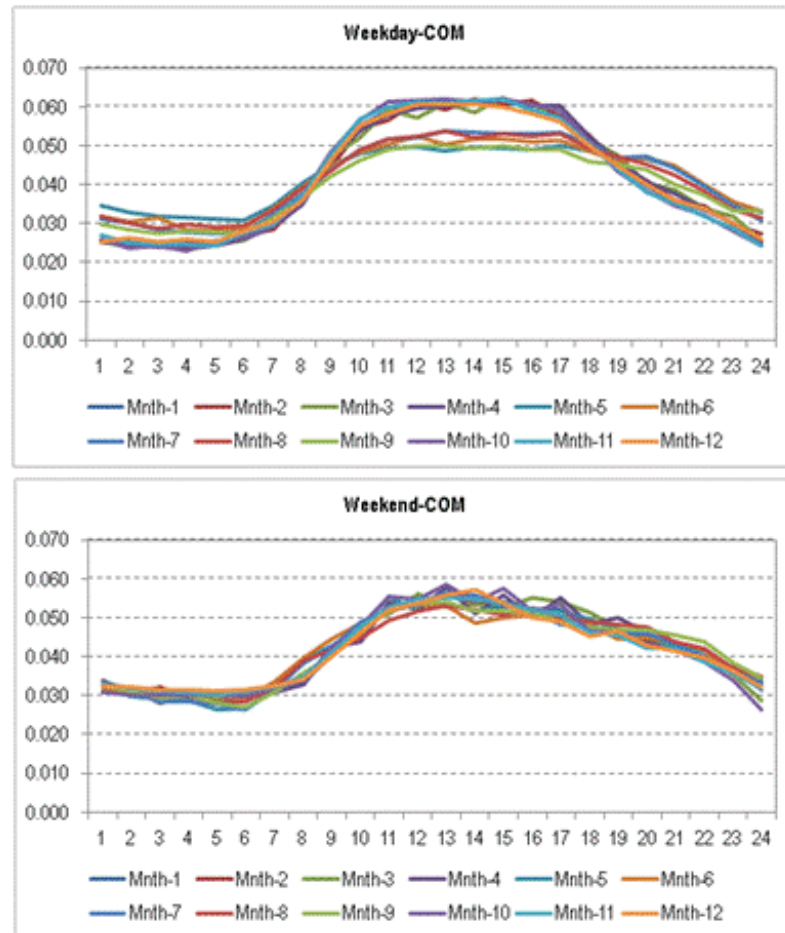 Weekday-COM
0.070
0.060
0.050
0.040
0.030
0.020
0.010
0.000
1 2 3 4 5 6 7 8 9 10 11 12 13 14 15 16 17 18 19 20 21 22 23 24
Mnth-1 Mnth-2 Mnth-3 Mnth-4 Mnth-5 Mnth-6
Mnth-7 Mnth-8 Mnth-9 Mnth-10 Mnth-11 Mnth-12
Weekend-COM
0.070
0.060
0.050
0.040
0.030
0.020
0.010
0.000
1 2 3 4 5 6 7 8 9 10 11 12 13 14 15 16 17 18 19 20 21 22 23 24
Mnth-1 Mnth-2 Mnth-3 Mnth-4 Mnth-5 Mnth-6
Mnth-7 Mnth-8 Mnth-9 Mnth-10 Mnth-11 Mnth-12